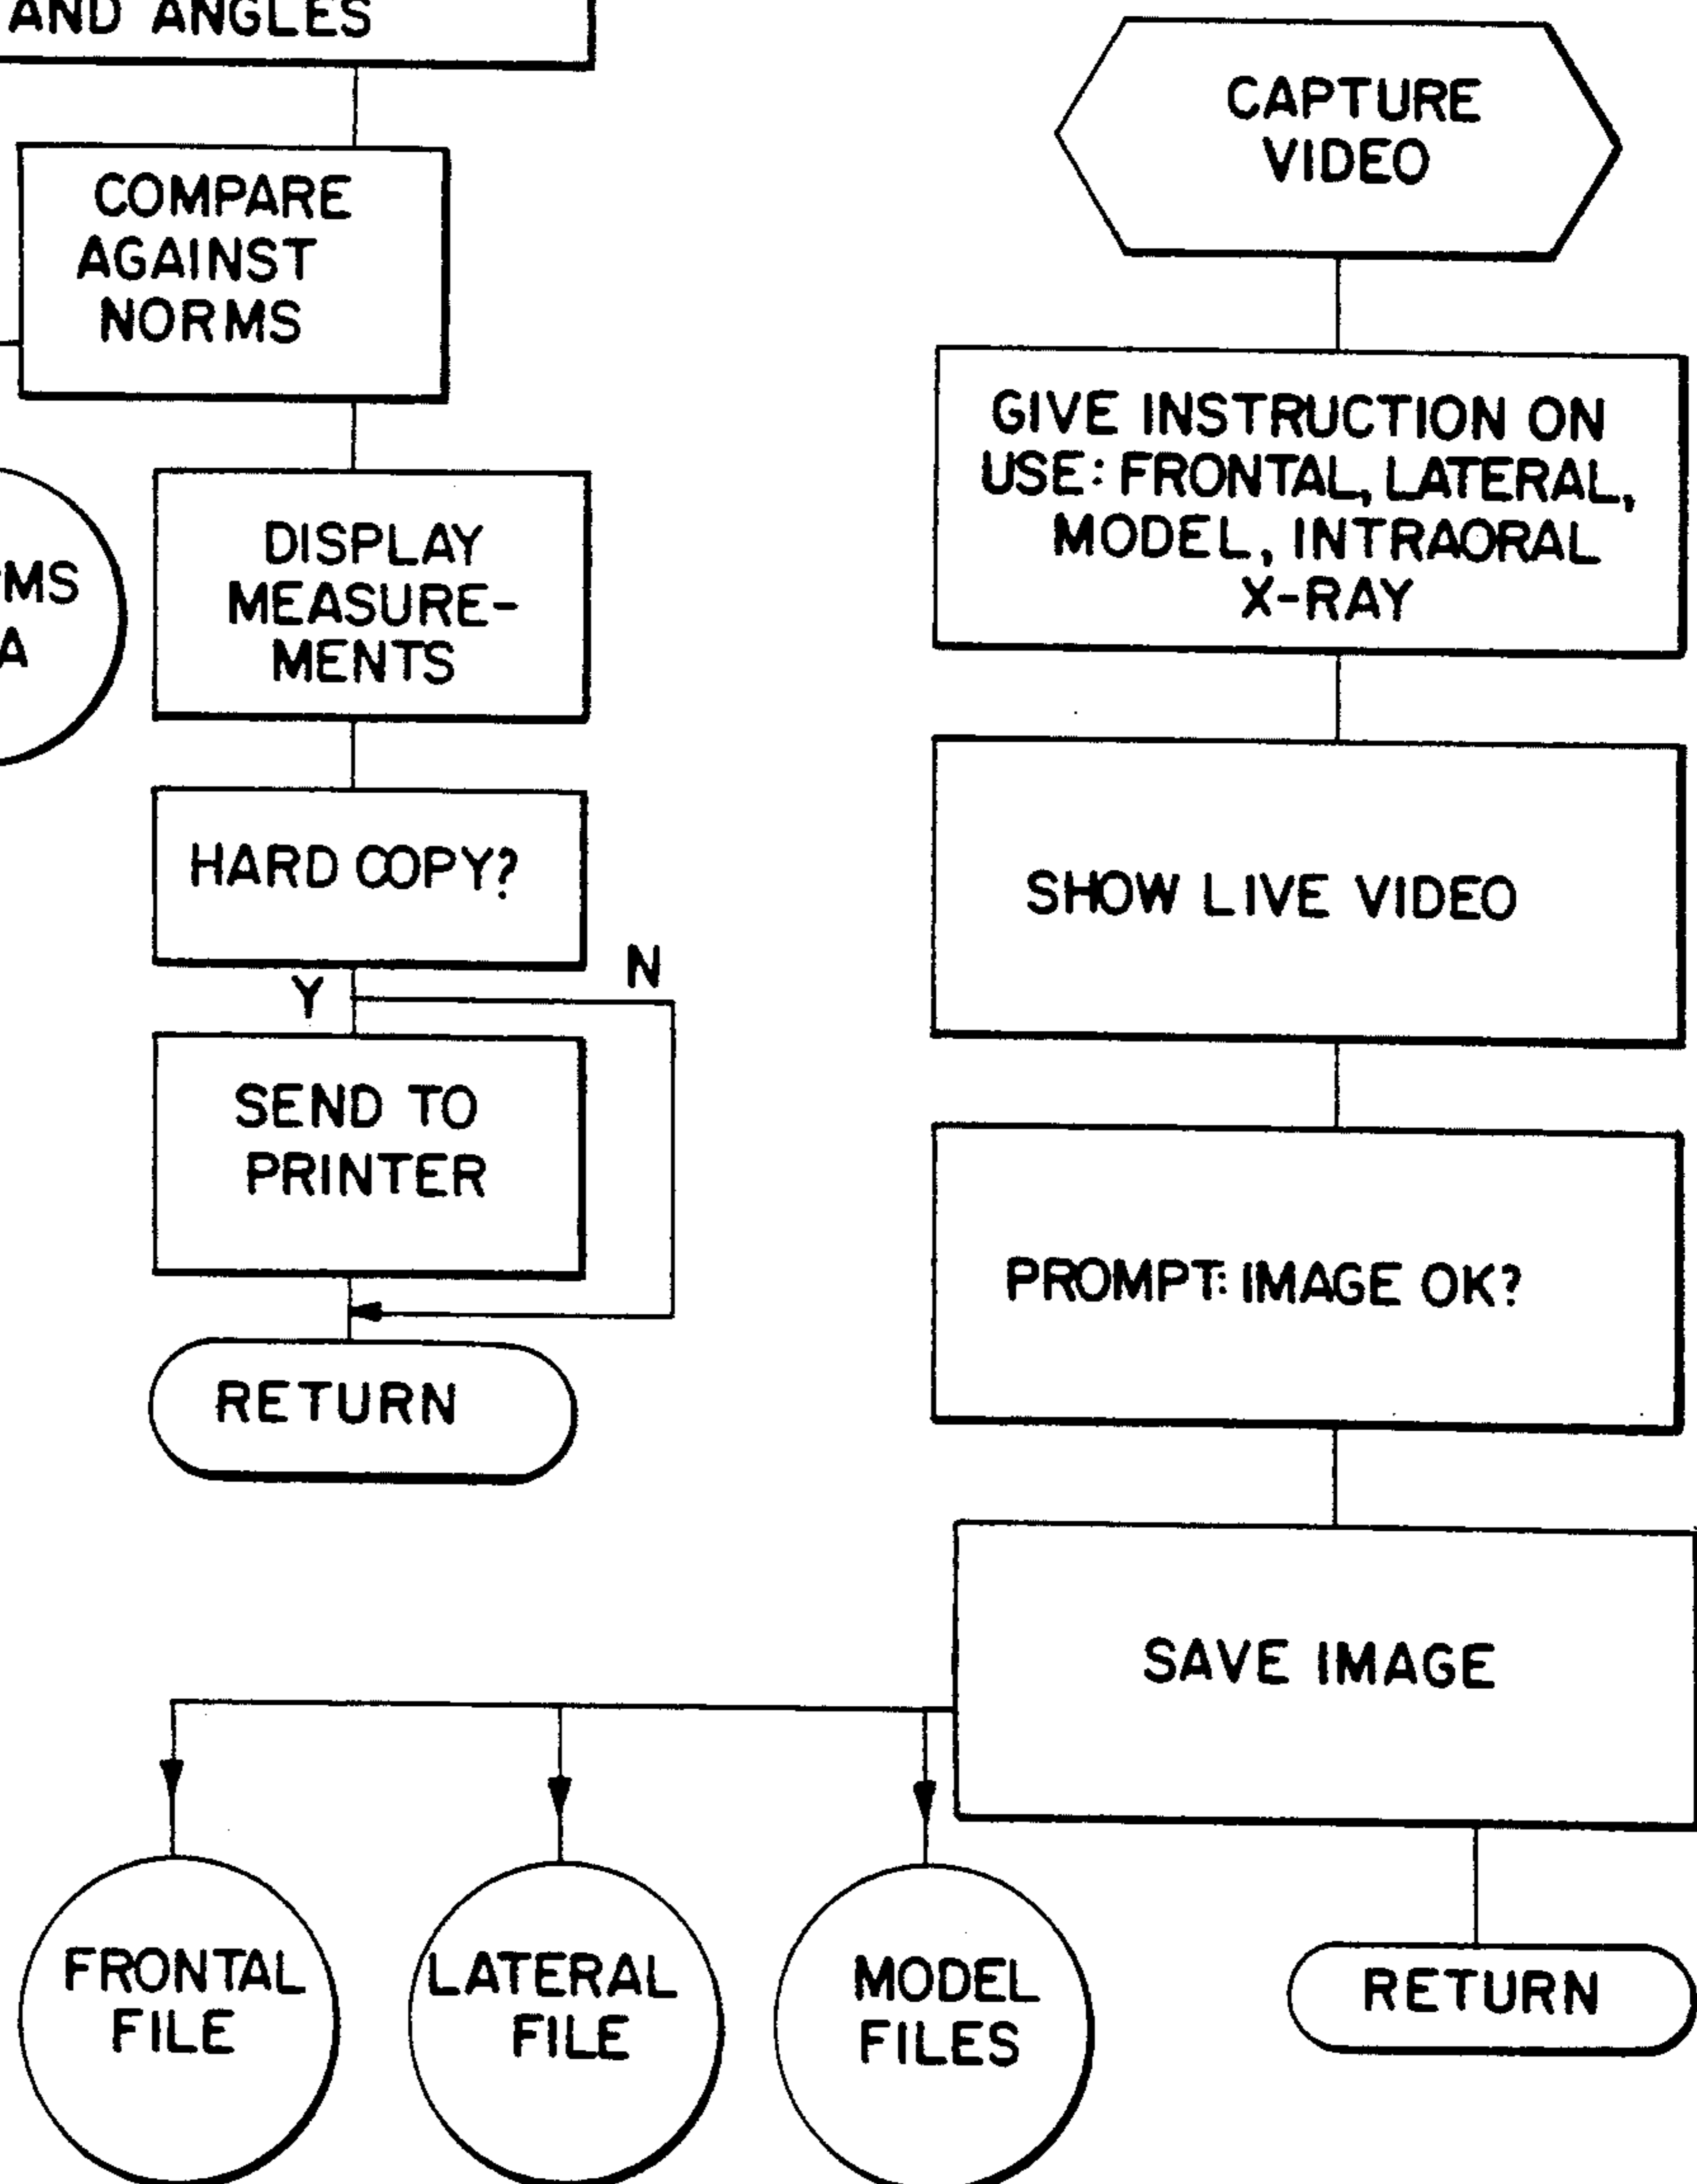 AND ANGLES
COMPARE
AGAINST
NORMS
DISPLAY
MEASURE-
MENTS
HARD COPY?
Y
N
SEND TO
PRINTER
RETURN
CAPTURE
VIDEO
GIVE INSTRUCTION ON
USE: FRONTAL, LATERAL,
MODEL, INTRAORAL
X-RAY
SHOW LIVE VIDEO
PROMPT: IMAGE OK?
SAVE IMAGE
FRONTAL
FILE
LATERAL
FILE
MODEL
FILES
RETURN